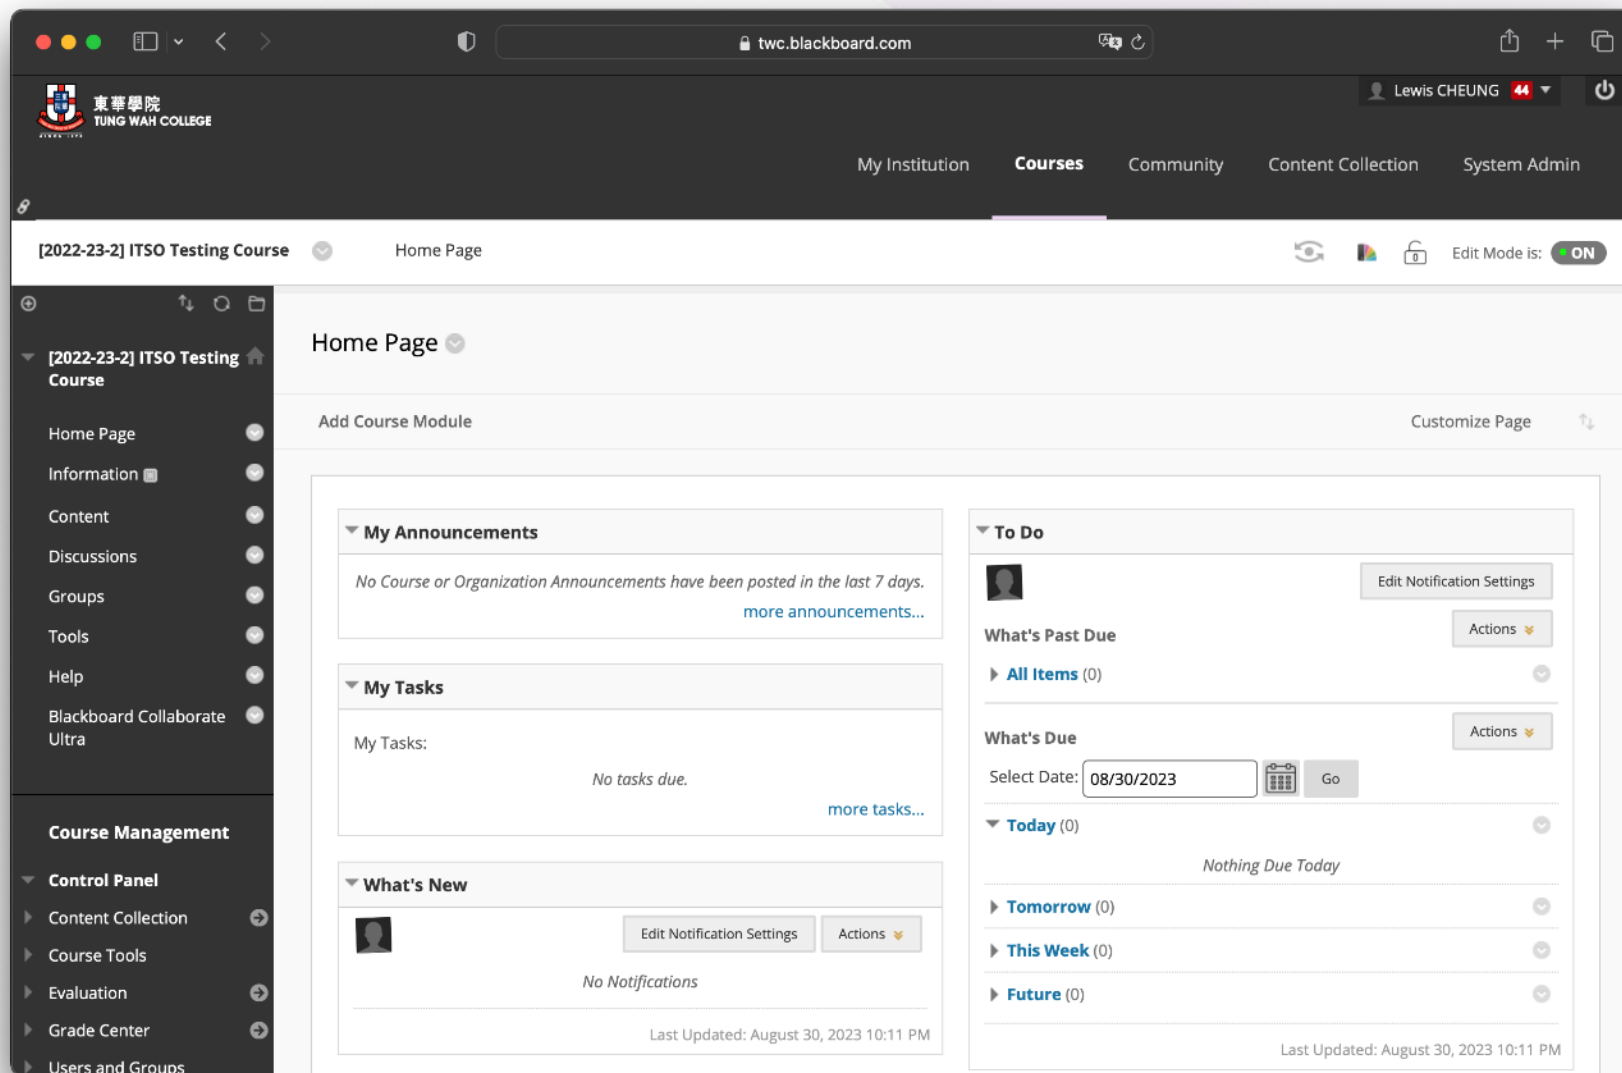 twc.blackboard.com
東華學院
TUNG WAH COLLEGE
Lewis CHEUNG 44
My Institution Courses Community Content Collection System Admin
[2022-23-2] ITSO Testing Course Home Page Edit Mode is: ON
[2022-23-2] ITSO Testing
Course
Home Page
Information
Content
Discussions
Groups
Tools
Help
Blackboard Collaborate
Ultra
Course Management
Control Panel
Content Collection
Course Tools
Evaluation
Grade Center
Users and Groups
Home Page
Add Course Module Customize Page
My Announcements
No Course or Organization Announcements have been posted in the last 7 days.
more announcements...
My Tasks
My Tasks:
No tasks due.
more tasks...
What's New
Edit Notification Settings Actions
No Notifications
Last Updated: August 30, 2023 10:11 PM
To Do
Edit Notification Settings
Actions
What's Past Due
All Items (0)
Actions
What's Due
Select Date: 08/30/2023 Go
Today (0)
Nothing Due Today
Tomorrow (0)
This Week (0)
Future (0)
Last Updated: August 30, 2023 10:11 PM